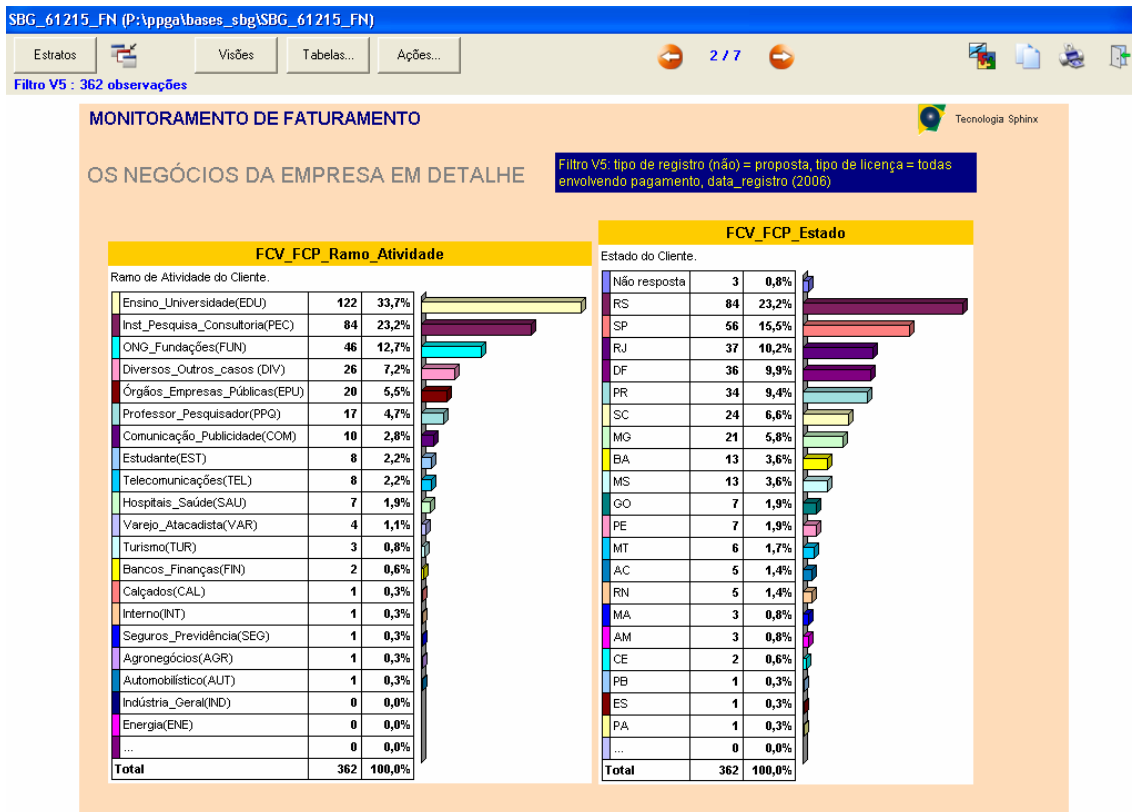 SBG_61215_FN (P:\ppga\bases_sbg\SBG_61215_FN)
Estratos Visões Tabelas... Ações... 2 / 7
Filtro V5 : 362 observações
MONITORAMENTO DE FATURAMENTO
Tecnologia Sphinx
OS NEGÓCIOS DA EMPRESA EM DETALHE
Filtro V5: tipo de registro (não) = proposta, tipo de licença = todas
envolvendo pagamento, data_registro (2006)
FCV_FCP_Ramo_Atividade
Ramo de Atividade do Cliente.
Ensino_Universidade(EDU) 122 33,7%
Inst_Pesquisa_Consultoria(PEC) 84 23,2%
ONG_Fundações(FUN) 46 12,7%
Diversos_Outros_casos (DIV) 26 7,2%
Órgãos_Empresas_Públicas(EPU) 20 5,5%
Professor_Pesquisador(PPQ) 17 4,7%
Comunicação_Publicidade(COM) 10 2,8%
Estudante(EST) 8 2,2%
Telecomunicações(TEL) 8 2,2%
Hospitais_Saúde(SAU) 7 1,9%
Varejo_Atacadista(VAR) 4 1,1%
Turismo(TUR) 3 0,8%
Bancos_Finanças(FIN) 2 0,6%
Calçados(CAL) 1 0,3%
Interno(INT) 1 0,3%
Seguros_Previdência(SEG) 1 0,3%
Agronegócios(AGR) 1 0,3%
Automobilístico(AUT) 1 0,3%
Indústria_Geral(IND) 0 0,0%
Energia(ENE) 0 0,0%
... 0 0,0%
Total 362 100,0%
FCV_FCP_Estado
Estado do Cliente.
Não resposta 3 0,8%
RS 84 23,2%
SP 56 15,5%
RJ 37 10,2%
DF 36 9,9%
PR 34 9,4%
SC 24 6,6%
MG 21 5,8%
BA 13 3,6%
MS 13 3,6%
GO 7 1,9%
PE 7 1,9%
MT 6 1,7%
AC 5 1,4%
RN 5 1,4%
MA 3 0,8%
AM 3 0,8%
CE 2 0,6%
PB 1 0,3%
ES 1 0,3%
PA 1 0,3%
... 0 0,0%
Total 362 100,0%